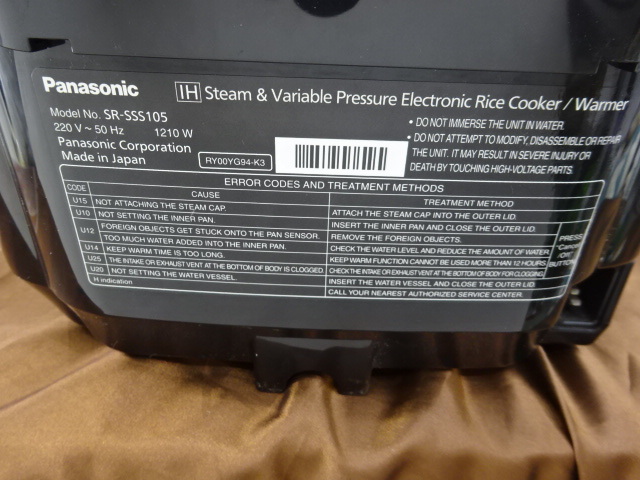 Panasonic
IH Steam & Variable Pressure Electronic Rice Cooker / Warmer
Model No. SR-SSS105
220 V ~ 50 Hz 1210 W
Panasonic Corporation
Made in Japan
RY00YG94-K3
• DO NOT IMMERSE THE UNIT IN WATER.
• DO NOT ATTEMPT TO MODIFY, DISASSEMBLE OR REPAIR
THE UNIT. IT MAY RESULT IN SEVERE INJURY OR
DEATH BY TOUCHING HIGH-VOLTAGE PARTS.
ERROR CODES AND TREATMENT METHODS
CODE CAUSE TREATMENT METHOD
U15 NOT ATTACHING THE STEAM CAP. ATTACH THE STEAM CAP INTO THE OUTER LID.
U10 NOT SETTING THE INNER PAN. INSERT THE INNER PAN AND CLOSE THE OUTER LID.
U12 FOREIGN OBJECTS GET STUCK ONTO THE PAN SENSOR. REMOVE THE FOREIGN OBJECTS.
TOO MUCH WATER ADDED INTO THE INNER PAN. CHECK THE WATER LEVEL AND REDUCE THE AMOUNT OF WATER
U14 KEEP WARM TIME IS TOO LONG. KEEP WARM FUNCTION CANNOT BE USED MORE THAN 12 HOURS.
U25 THE INTAKE OR EXHAUST VENT AT THE BOTTOM OF BODY IS CLOGGED. CHECK THE INTAKE OR EXHAUST VENT AT THE BOTTOM OF BODY.
U20 NOT SETTING THE WATER VESSEL. INSERT THE WATER VESSEL AND CLOSE THE OUTER LID.
H indication CALL YOUR NEAREST AUTHORIZED SERVICE CENTER.
PRESS
"Cancel/
Off"
BUTTON